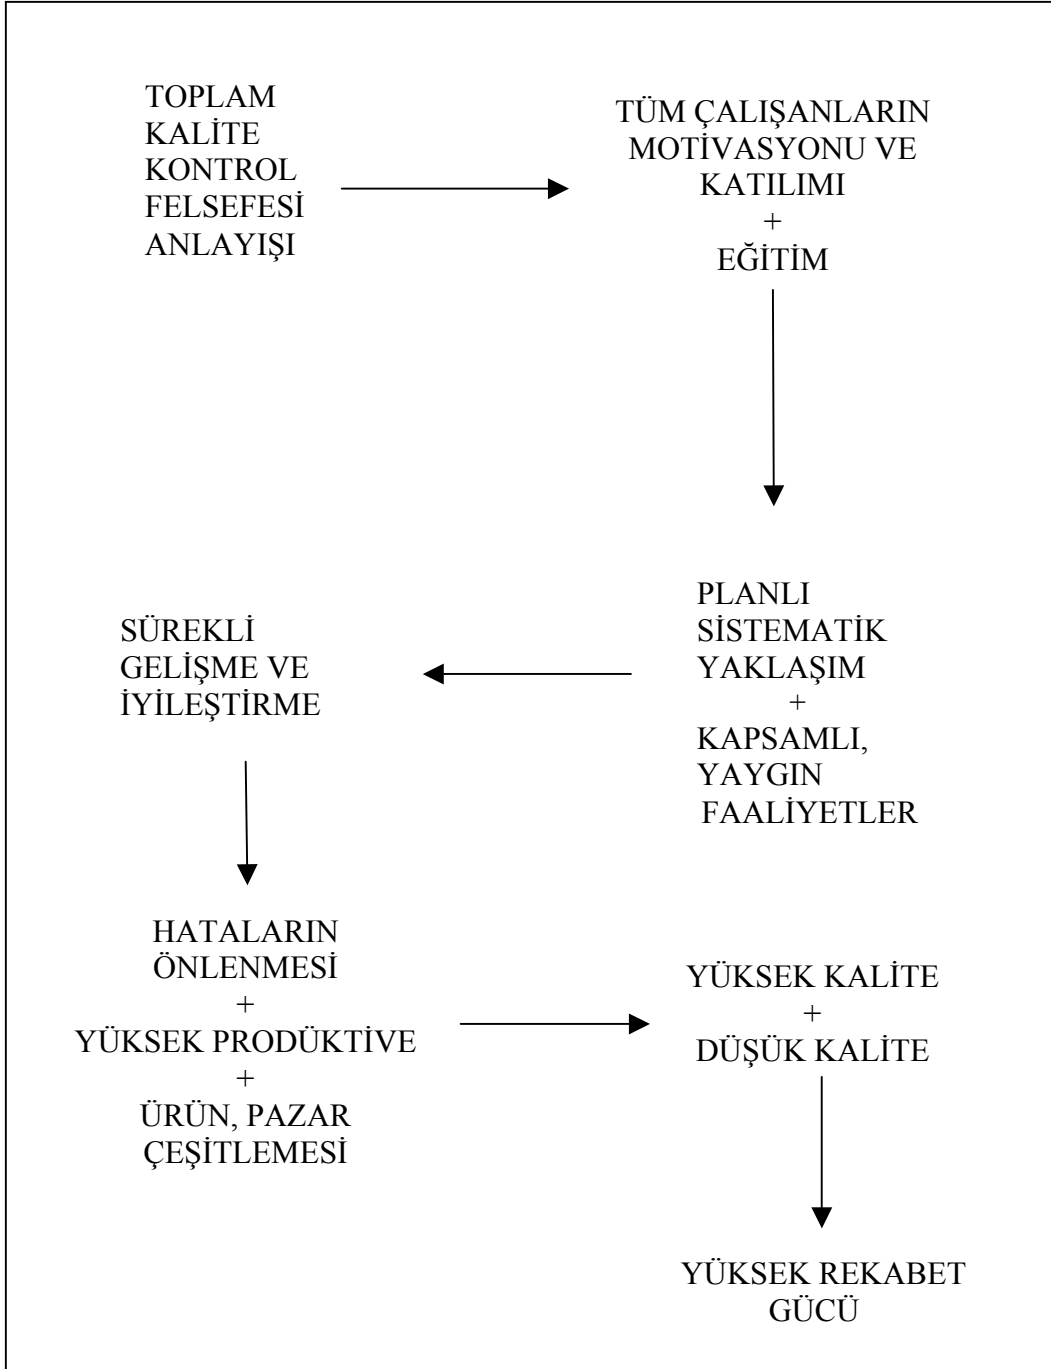 TOPLAM
KALİTE
KONTROL
FELSEFESİ
ANLAYIŞI
TÜM ÇALIŞANLARIN
MOTİVASYONU VE
KATILIMI
+
EĞİTİM
PLANLI
SİSTEMATİK
YAKLAŞIM
+
KAPSAMLI,
YAYGIN
FAALİYETLER
SÜREKLİ
GELİŞME VE
İYİLEŞTİRME
HATALARIN
ÖNLENMESİ
+
YÜKSEK PRODÜKTİVE
+
ÜRÜN, PAZAR
ÇEŞİTLEMESİ
YÜKSEK KALİTE
+
DÜŞÜK KALİTE
YÜKSEK REKABET
GÜCÜ